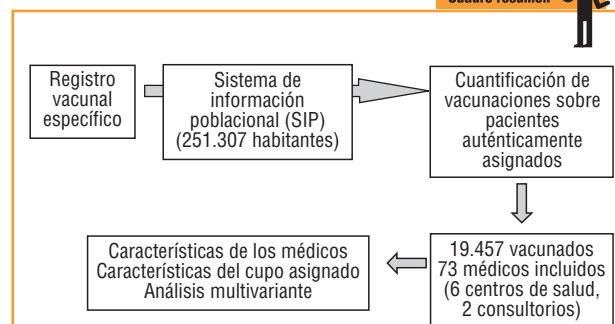 Cuadro resumen
Registro
vacunal
específico
Sistema de
información
poblacional (SIP)
(251.307 habitantes)
Cuantificación de
vacunaciones sobre
pacientes
auténticamente
asignados
19.457 vacunados
73 médicos incluidos
(6 centros de salud,
2 consultorios)
Características de los médicos
Características del cupo asignado
Análisis multivariante